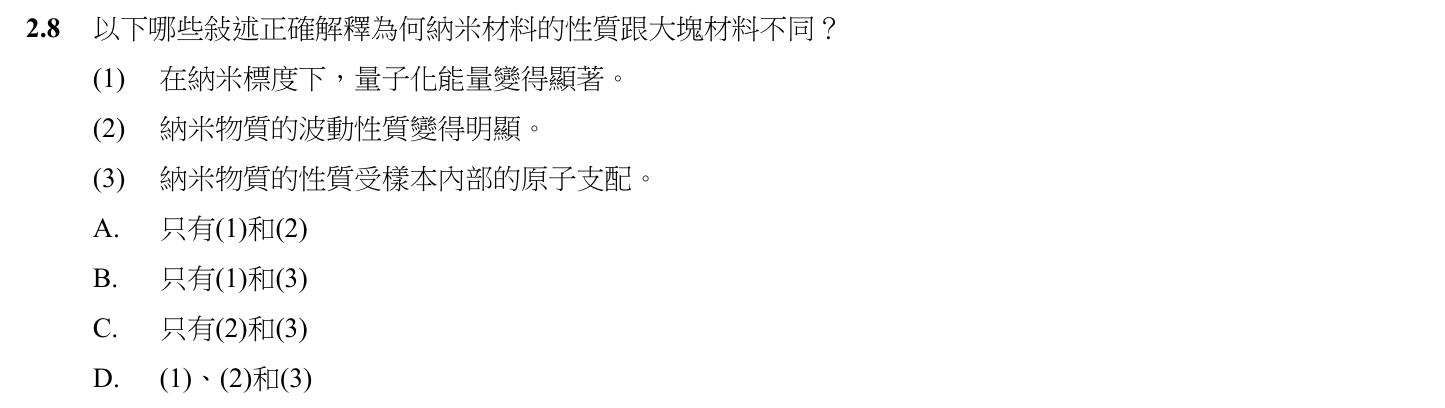 2.8 以下哪些敍述正確解釋為何納米材料的性質跟大塊材料不同？
(1) 在納米標度下，量子化能量變得顯著。
(2) 納米物質的波動性質變得明顯。
(3) 納米物質的性質受樣本內部的原子支配。
A. 只有(1)和(2)
B. 只有(1)和(3)
C. 只有(2)和(3)
D. (1)、(2)和(3)